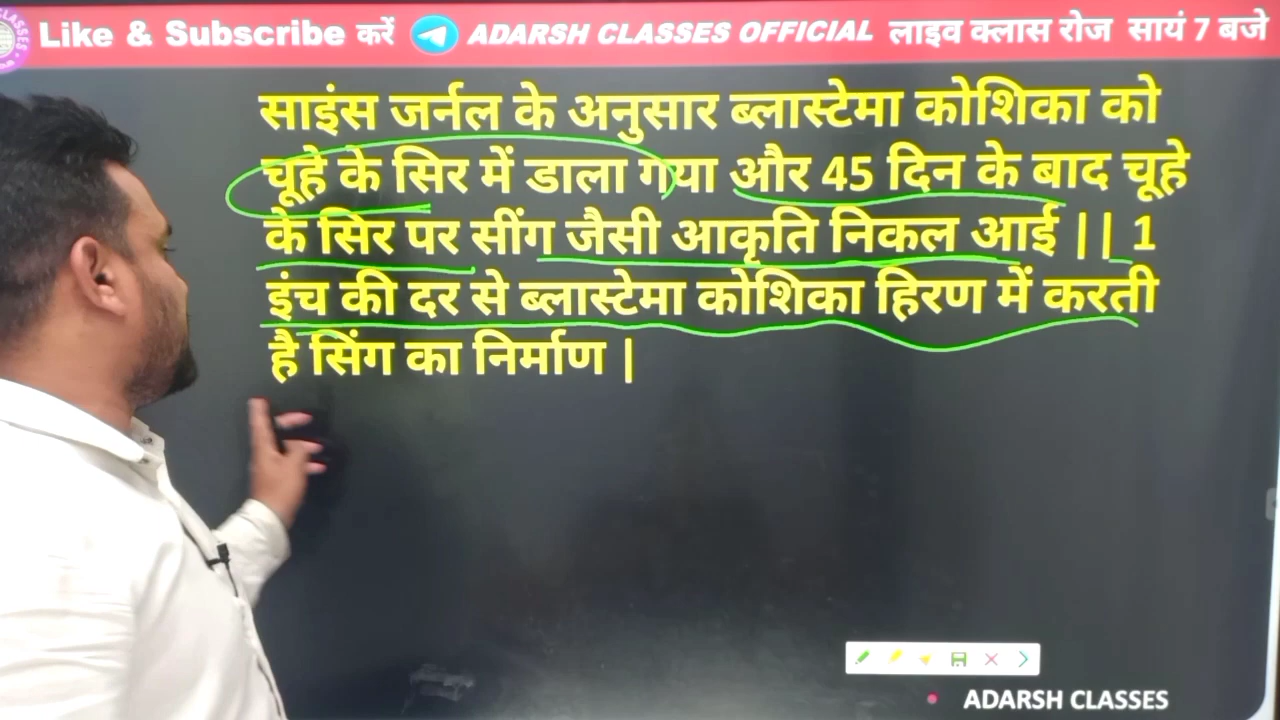 Like & Subscribe करें ADARSH CLASSES OFFICIAL लाइव क्लास रोज सायं 7 बजे
साइंस जर्नल के अनुसार ब्लास्टेमा कोशिका को
चूहे के सिर में डाला गया और 45 दिन के बाद चूहे
के सिर पर सींग जैसी आकृति निकल आई || 1
इंच की दर से ब्लास्टेमा कोशिका हिरण में करती
है सिंग का निर्माण |
ADARSH CLASSES